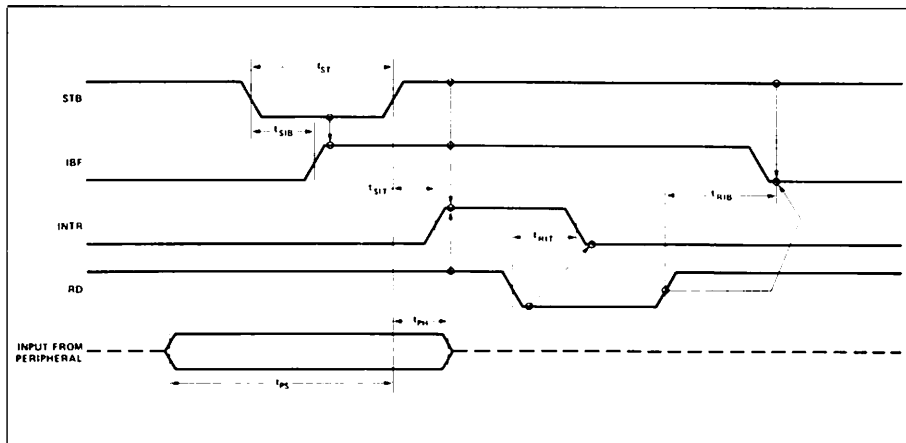 tST
STB
tSIB
IBF
tSIT
tRIB
INTR
tRIT
RD
tPH
INPUT FROM
PERIPHERAL
tPS